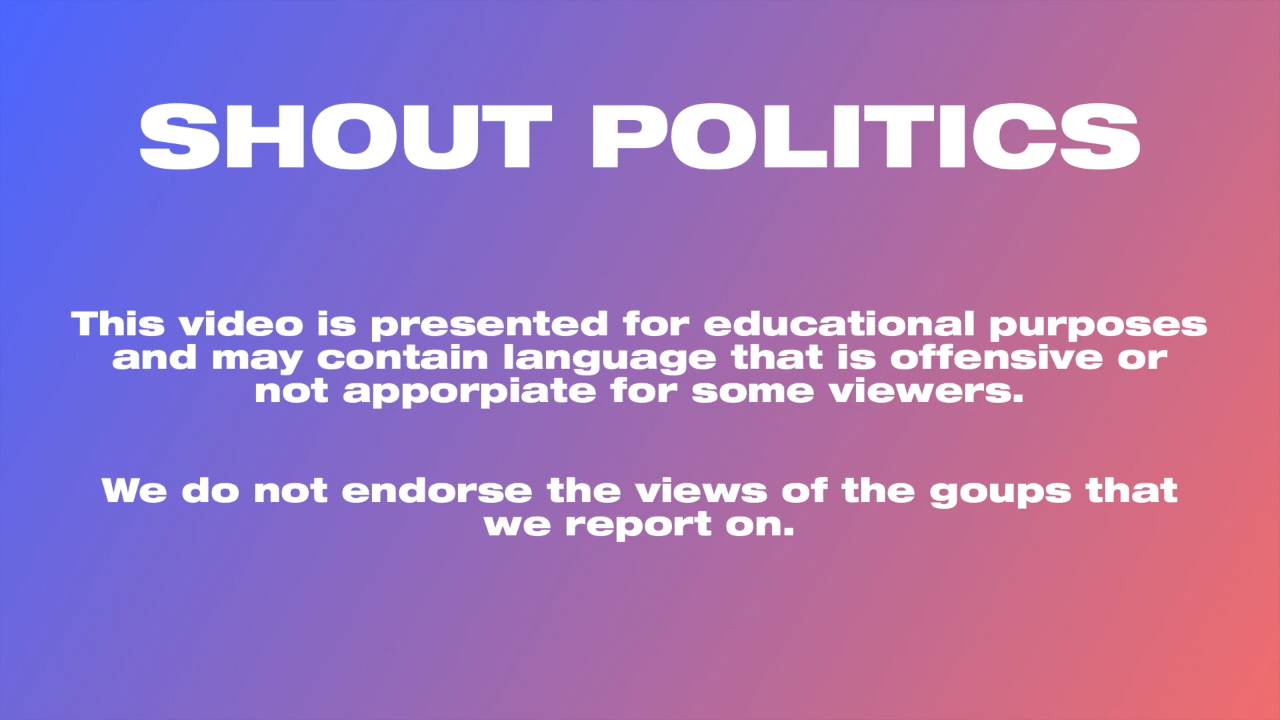 SHOUT POLITICS
This video is presented for educational purposes
and may contain language that is offensive or
not apporpiate for some viewers.
We do not endorse the views of the goups that
we report on.